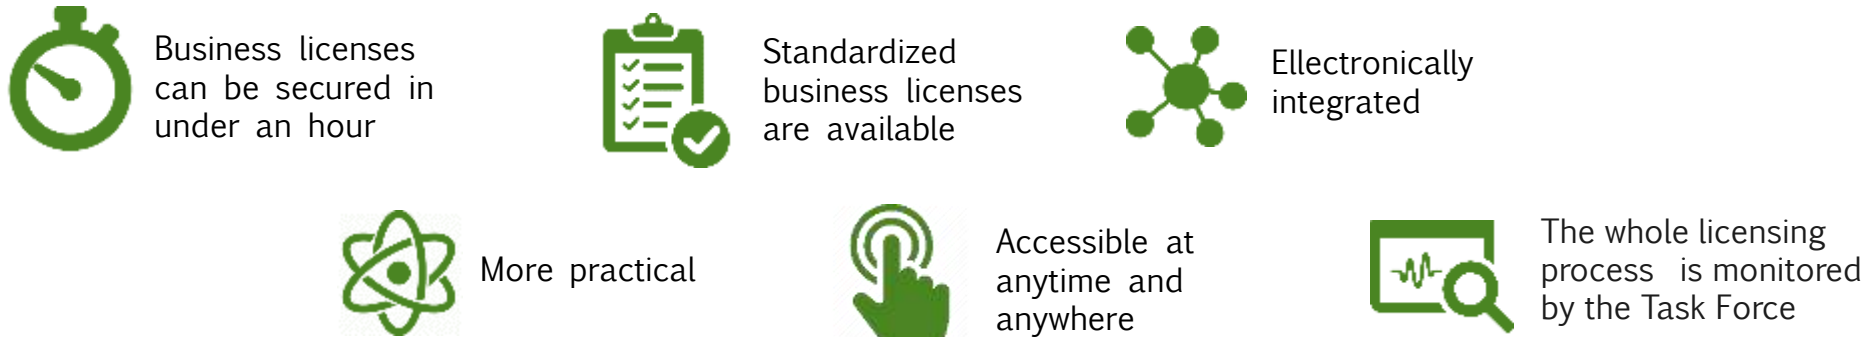 Business licenses
can be secured in
under an hour
Standardized
business licenses
are available
Ellectronically
integrated
More practical
Accessible at
anytime and
anywhere
The whole licensing
process is monitored
by the Task Force